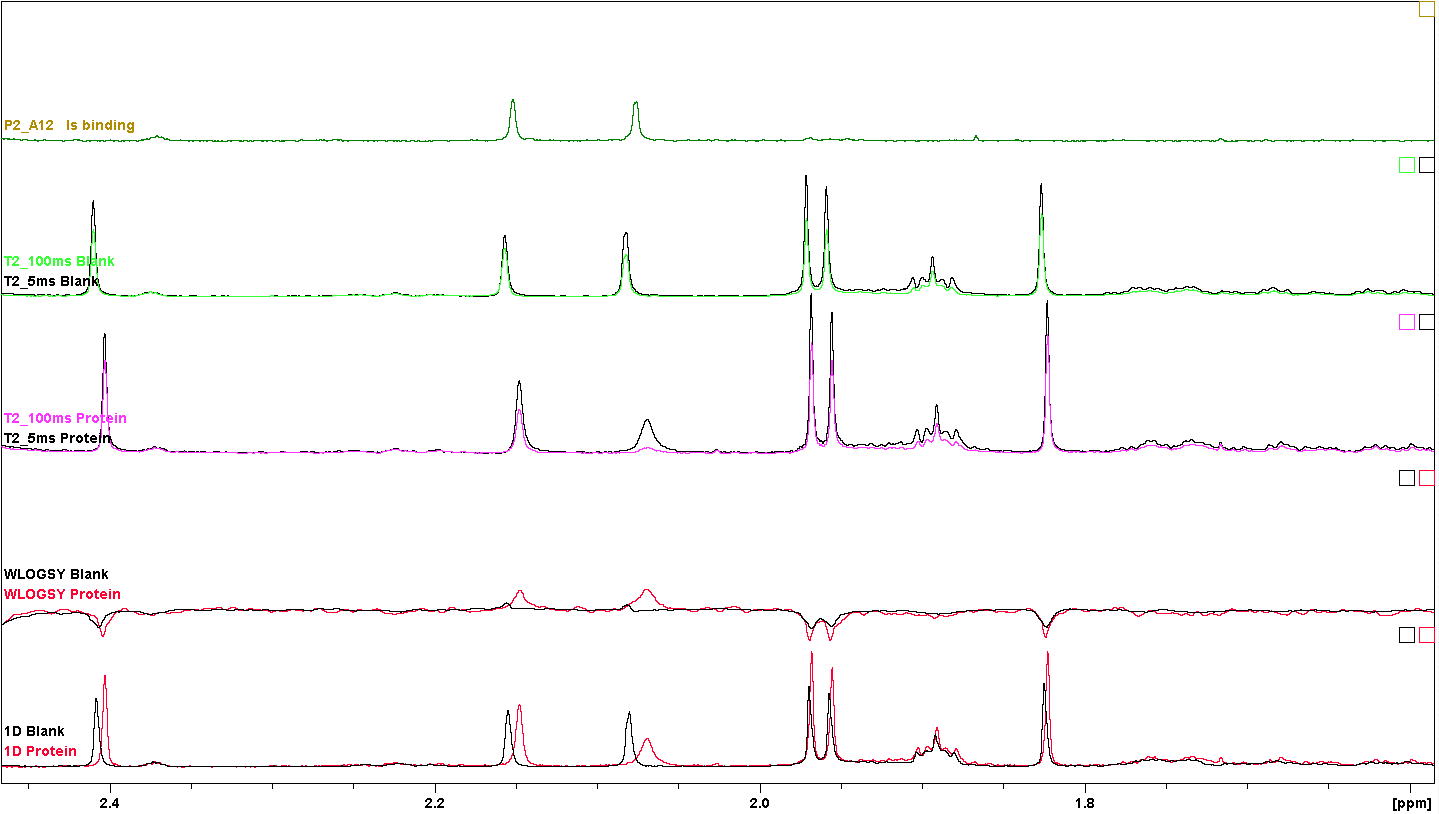 P2_A12 Is binding
T2_100ms Blank
T2_5ms Blank
T2_100ms Protein
T2_5ms Protein
WLOGSY Blank
WLOGSY Protein
1D Blank
1D Protein
2.4 2.2 2.0 1.8 [ppm]